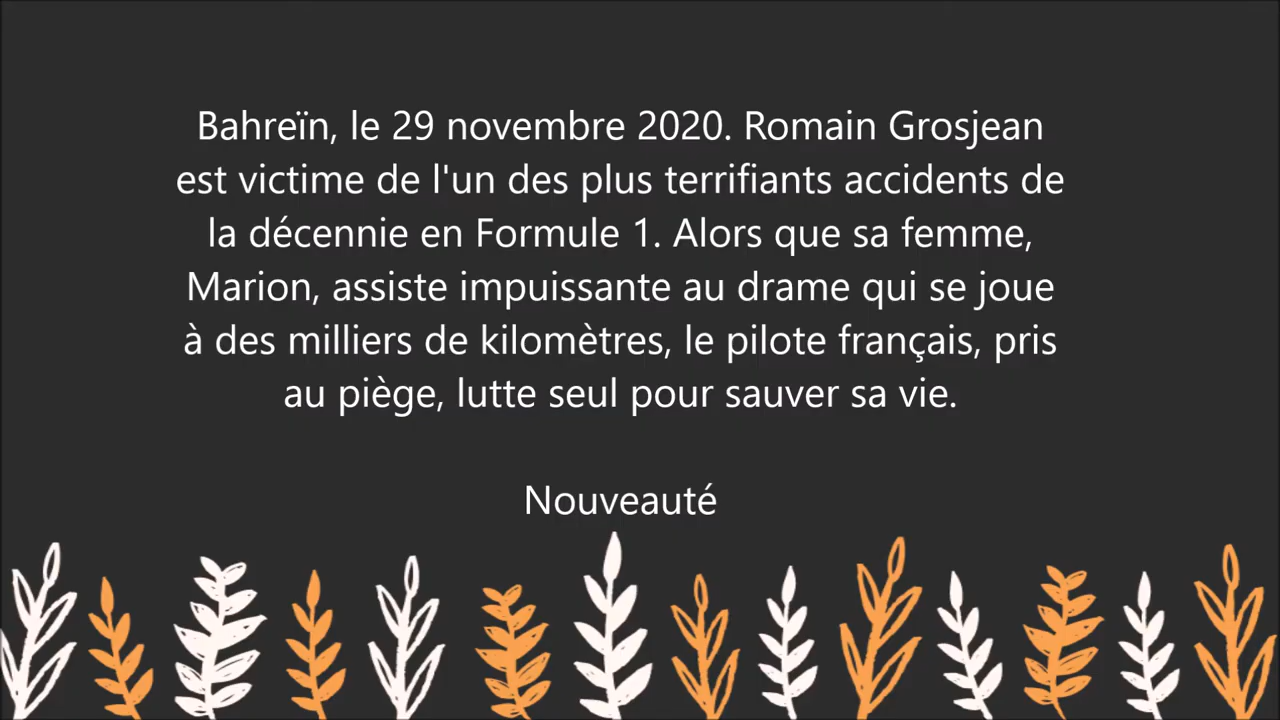 Bahreïn, le 29 novembre 2020. Romain Grosjean
est victime de l'un des plus terrifiants accidents de
la décennie en Formule 1. Alors que sa femme,
Marion, assiste impuissante au drame qui se joue
à des milliers de kilomètres, le pilote français, pris
au piège, lutte seul pour sauver sa vie.
Nouveauté